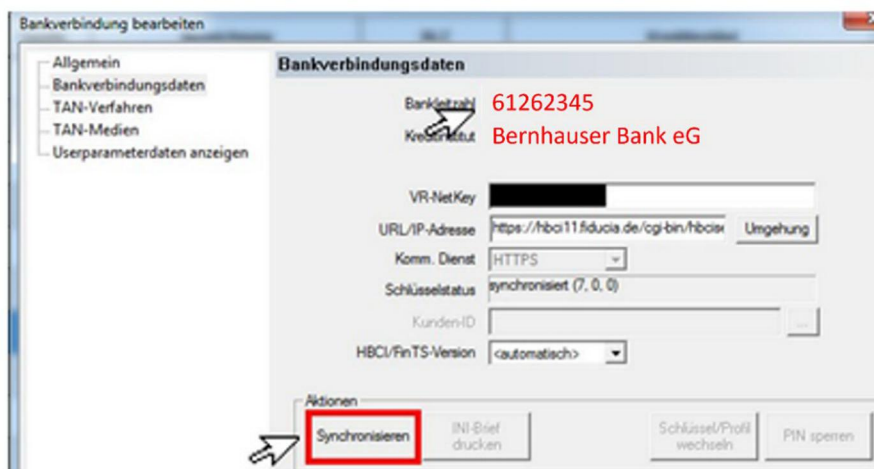 Bankverbindung bearbeiten
Allgemein
Bankverbindungsdaten
TAN-Verfahren
TAN-Medien
Userparameterdaten anzeigen
Bankverbindungsdaten
Bankleitzahl 61262345
Kreditinstitut Bernhauser Bank eG
VR-NetKey
URL/IP-Adresse https://hbci11.fiducia.de/cgi-bin/hbcise Umgehung
Komm. Dienst HTTPS
Schlüsselstatus synchronisiert (7, 0, 0)
Kunden-ID ...
HBCI/FinTS-Version <automatisch>
Aktionen
Synchronisieren
INI-Brief
drucken
Schlüssel/Profil
wechseln
PIN sperren